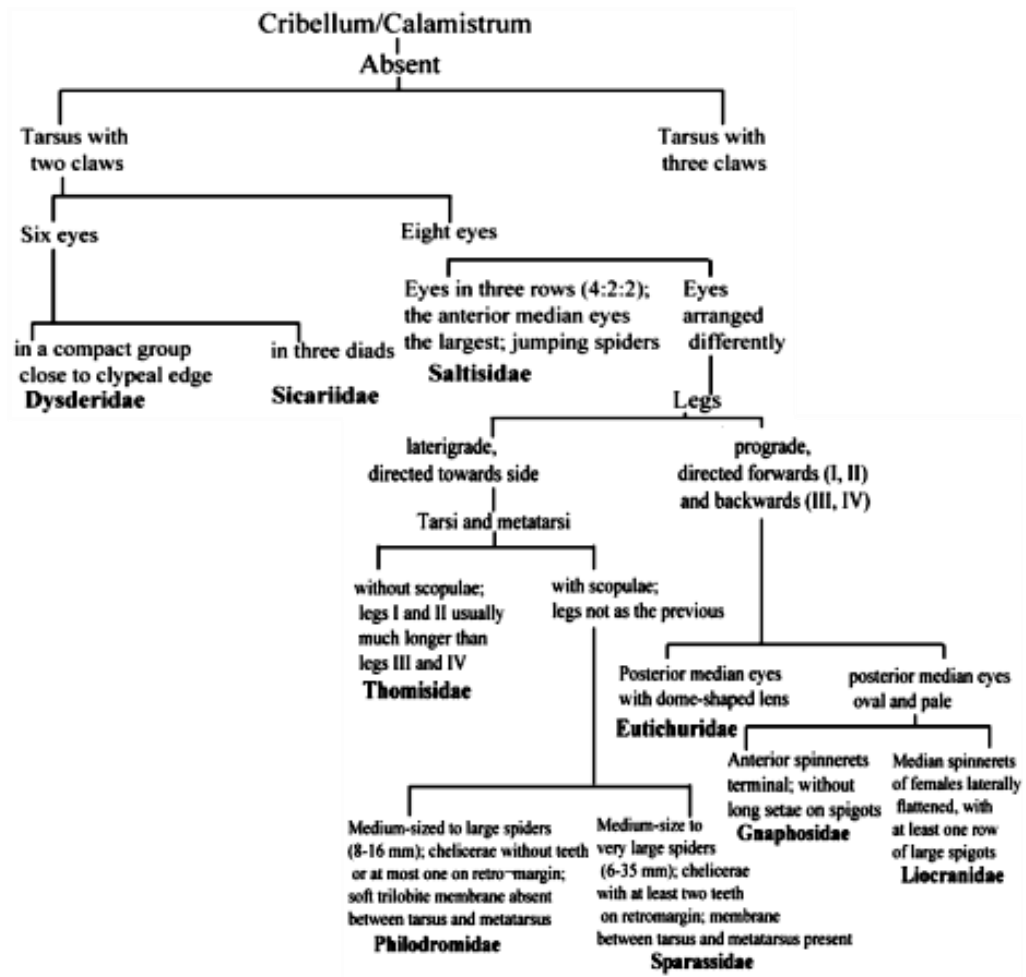 Cribellum/Calamistrum
Absent
Tarsus with
two claws
Tarsus with
three claws
Six eyes
Eight eyes
in a compact group
close to clypeal edge
Dysderidae
in three diads
Sicariidae
Eyes in three rows (4:2:2);
the anterior median eyes
the largest; jumping spiders
Saltisidae
Eyes
arranged
differently
Legs
laterigrade,
directed towards side
prograde,
directed forwards (I, II)
and backwards (III, IV)
Tarsi and metatarsi
without scopulae;
legs I and II usually
much longer than
legs III and IV
Thomisidae
with scopulae;
legs not as the previous
Posterior median eyes
with dome-shaped lens
Eutichuridae
posterior median eyes
oval and pale
Anterior spinnerets
terminal; without
long setae on spigots
Gnaphosidae
Median spinnerets
of females laterally
flattened, with
at least one row
of large spigots
Liocranidae
Medium-sized to large spiders
(8-16 mm); chelicerae without teeth
or at most one on retro-margin;
soft trilobite membrane absent
between tarsus and metatarsus
Philodromidae
Medium-size to
very large spiders
(6-35 mm); chelicerae
with at least two teeth
on retromargin; membrane
between tarsus and metatarsus present
Sparassidae